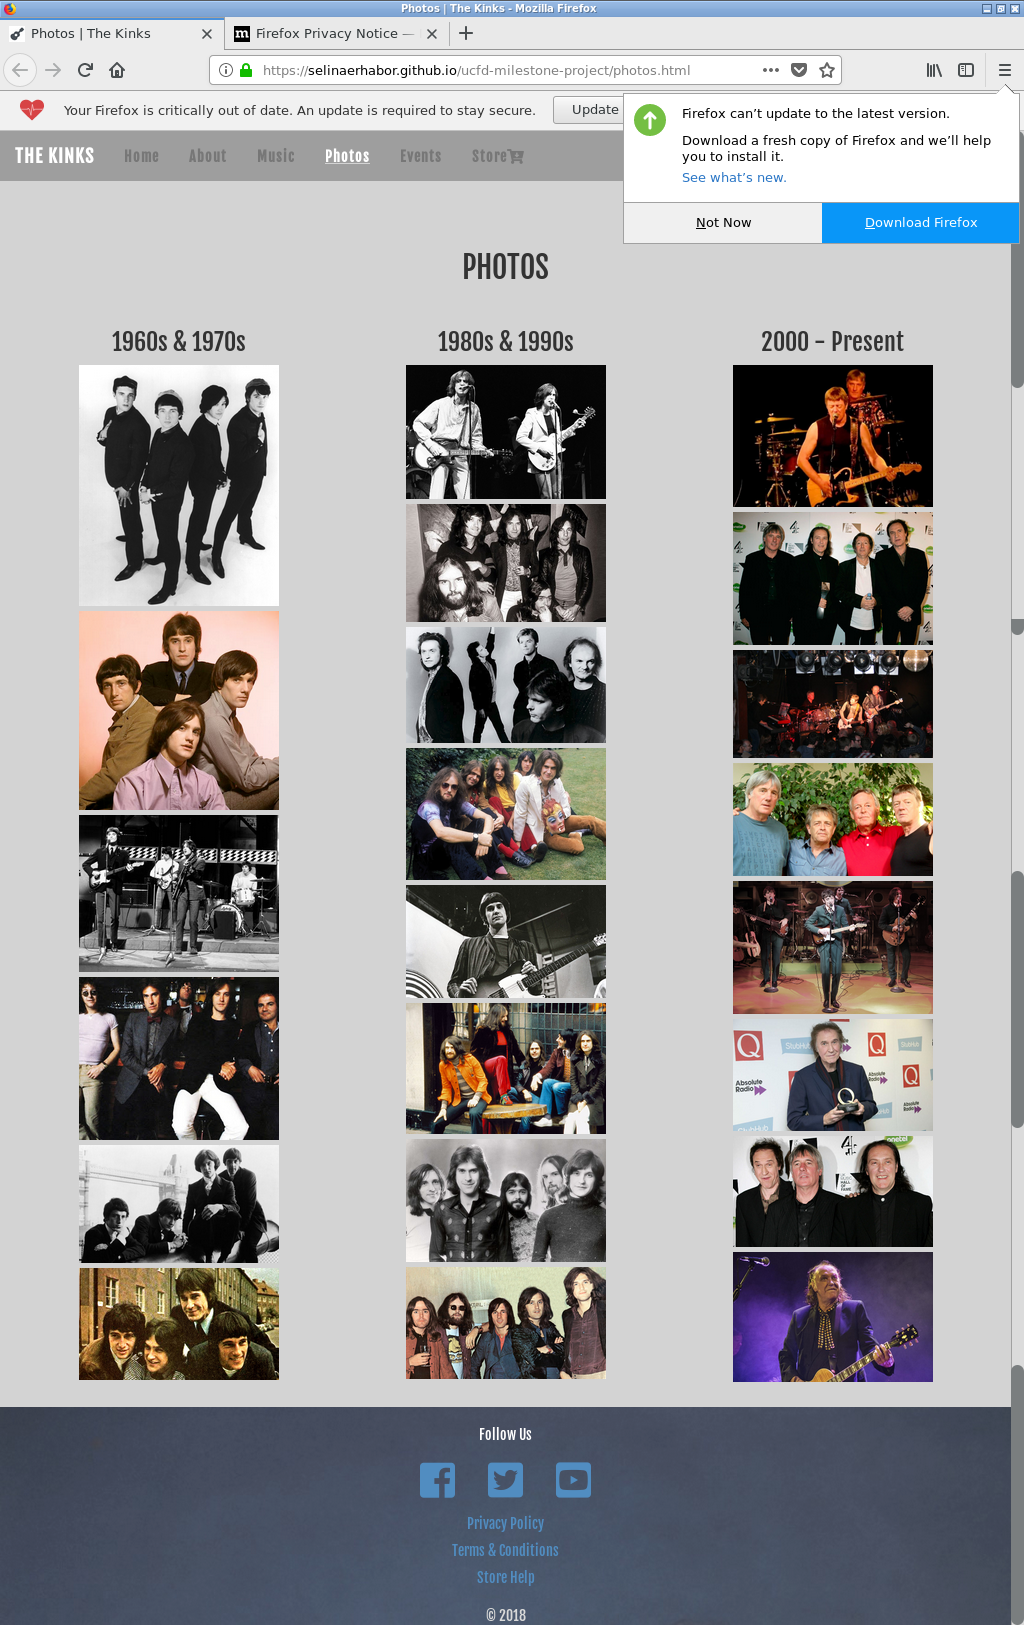 Photos | The Kinks - Mozilla Firefox
Photos | The Kinks
Firefox Privacy Notice —
https://selinaerhabor.github.io/ucfd-milestone-project/photos.html
Your Firefox is critically out of date. An update is required to stay secure.
Update
Firefox can’t update to the latest version.
Download a fresh copy of Firefox and we’ll help
you to install it.
See what’s new.
Not Now
Download Firefox
THE KINKS
Home
About
Music
Photos
Events
Store
PHOTOS
1960s & 1970s
1980s & 1990s
2000 - Present
Q
StubHub
Q
Absolute
Radio
Absolute
Radio
Q
Q
StubHub
Follow Us
Privacy Policy
Terms & Conditions
Store Help
© 2018